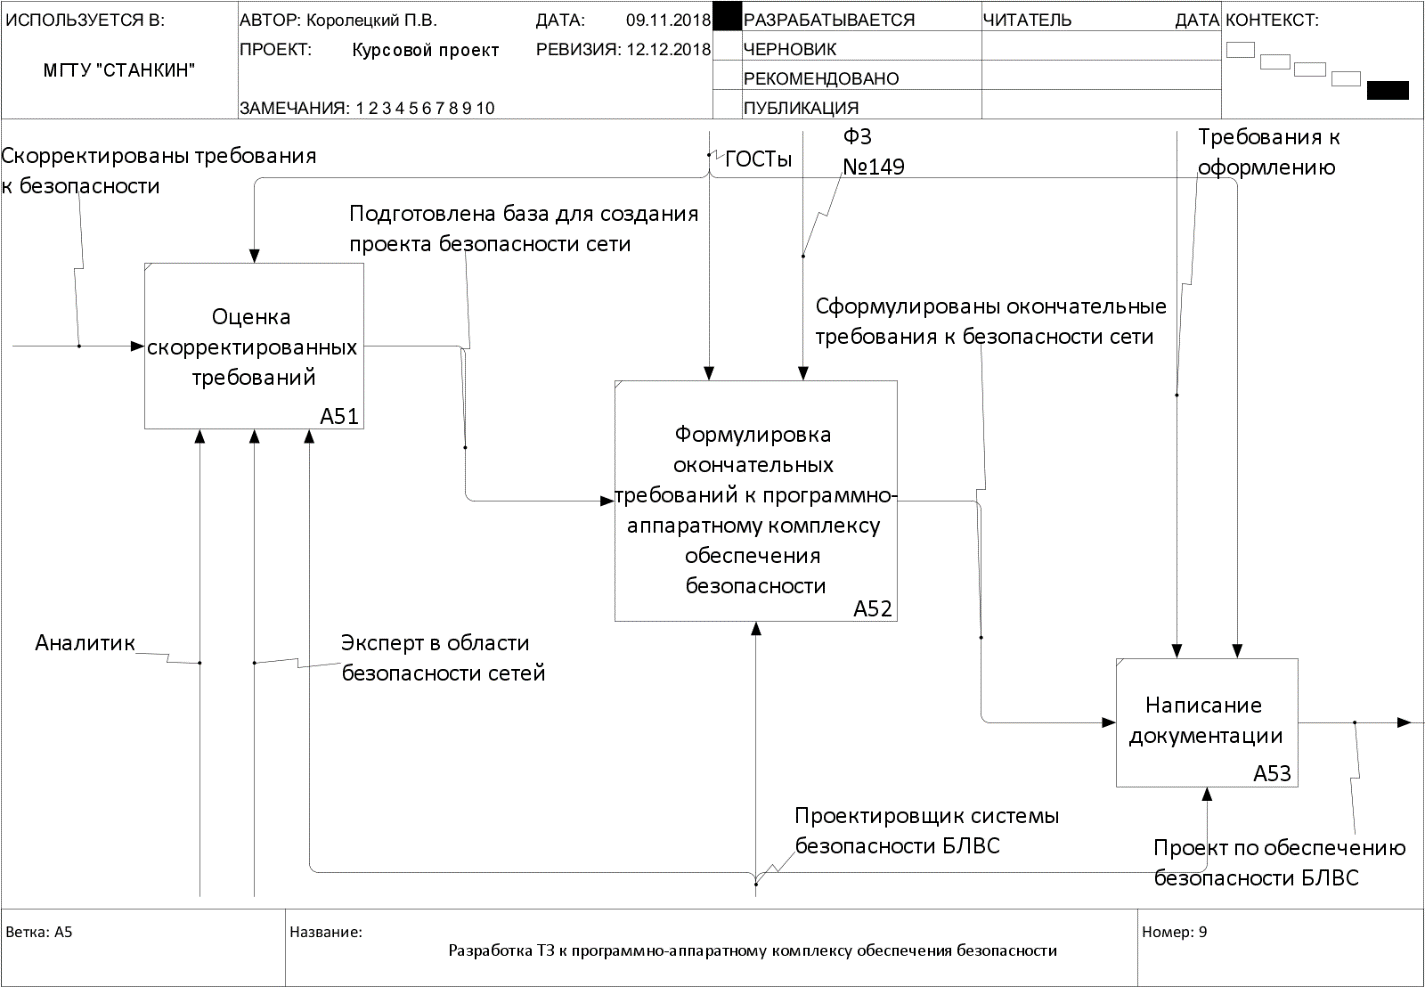 ИСПОЛЬЗУЕТСЯ В:
МГТУ "СТАНКИН"
АВТОР: Королецкий П.В.
ДАТА: 09.11.2018
ПРОЕКТ: Курсовой проект
РЕВИЗИЯ: 12.12.2018
ЗАМЕЧАНИЯ: 1 2 3 4 5 6 7 8 9 10
РАЗРАБАТЫВАЕТСЯ
ЧЕРНОВИК
РЕКОМЕНДОВАНО
ПУБЛИКАЦИЯ
ЧИТАТЕЛЬ ДАТА
КОНТЕКСТ:
Скорректированы требования
к безопасности
ГОСТы
ФЗ
№149
Требования к
оформлению
Подготовлена база для создания
проекта безопасности сети
Оценка
скорректированных
требований
А51
Сформулированы окончательные
требования к безопасности сети
Формулировка
окончательных
требований к программно-
аппаратному комплексу
обеспечения
безопасности
А52
Аналитик
Эксперт в области
безопасности сетей
Написание
документации
А53
Проектировщик системы
безопасности БЛВС
Проект по обеспечению
безопасности БЛВС
Ветка: А5
Название:
Разработка ТЗ к программно-аппаратному комплексу обеспечения безопасности
Номер: 9